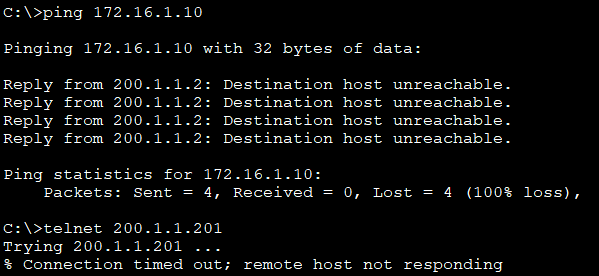 C:\>ping 172.16.1.10
Pinging 172.16.1.10 with 32 bytes of data:
Reply from 200.1.1.2: Destination host unreachable.
Reply from 200.1.1.2: Destination host unreachable.
Reply from 200.1.1.2: Destination host unreachable.
Reply from 200.1.1.2: Destination host unreachable.
Ping statistics for 172.16.1.10:
    Packets: Sent = 4, Received = 0, Lost = 4 (100% loss),
C:\>telnet 200.1.1.201
Trying 200.1.1.201 ...
% Connection timed out; remote host not responding